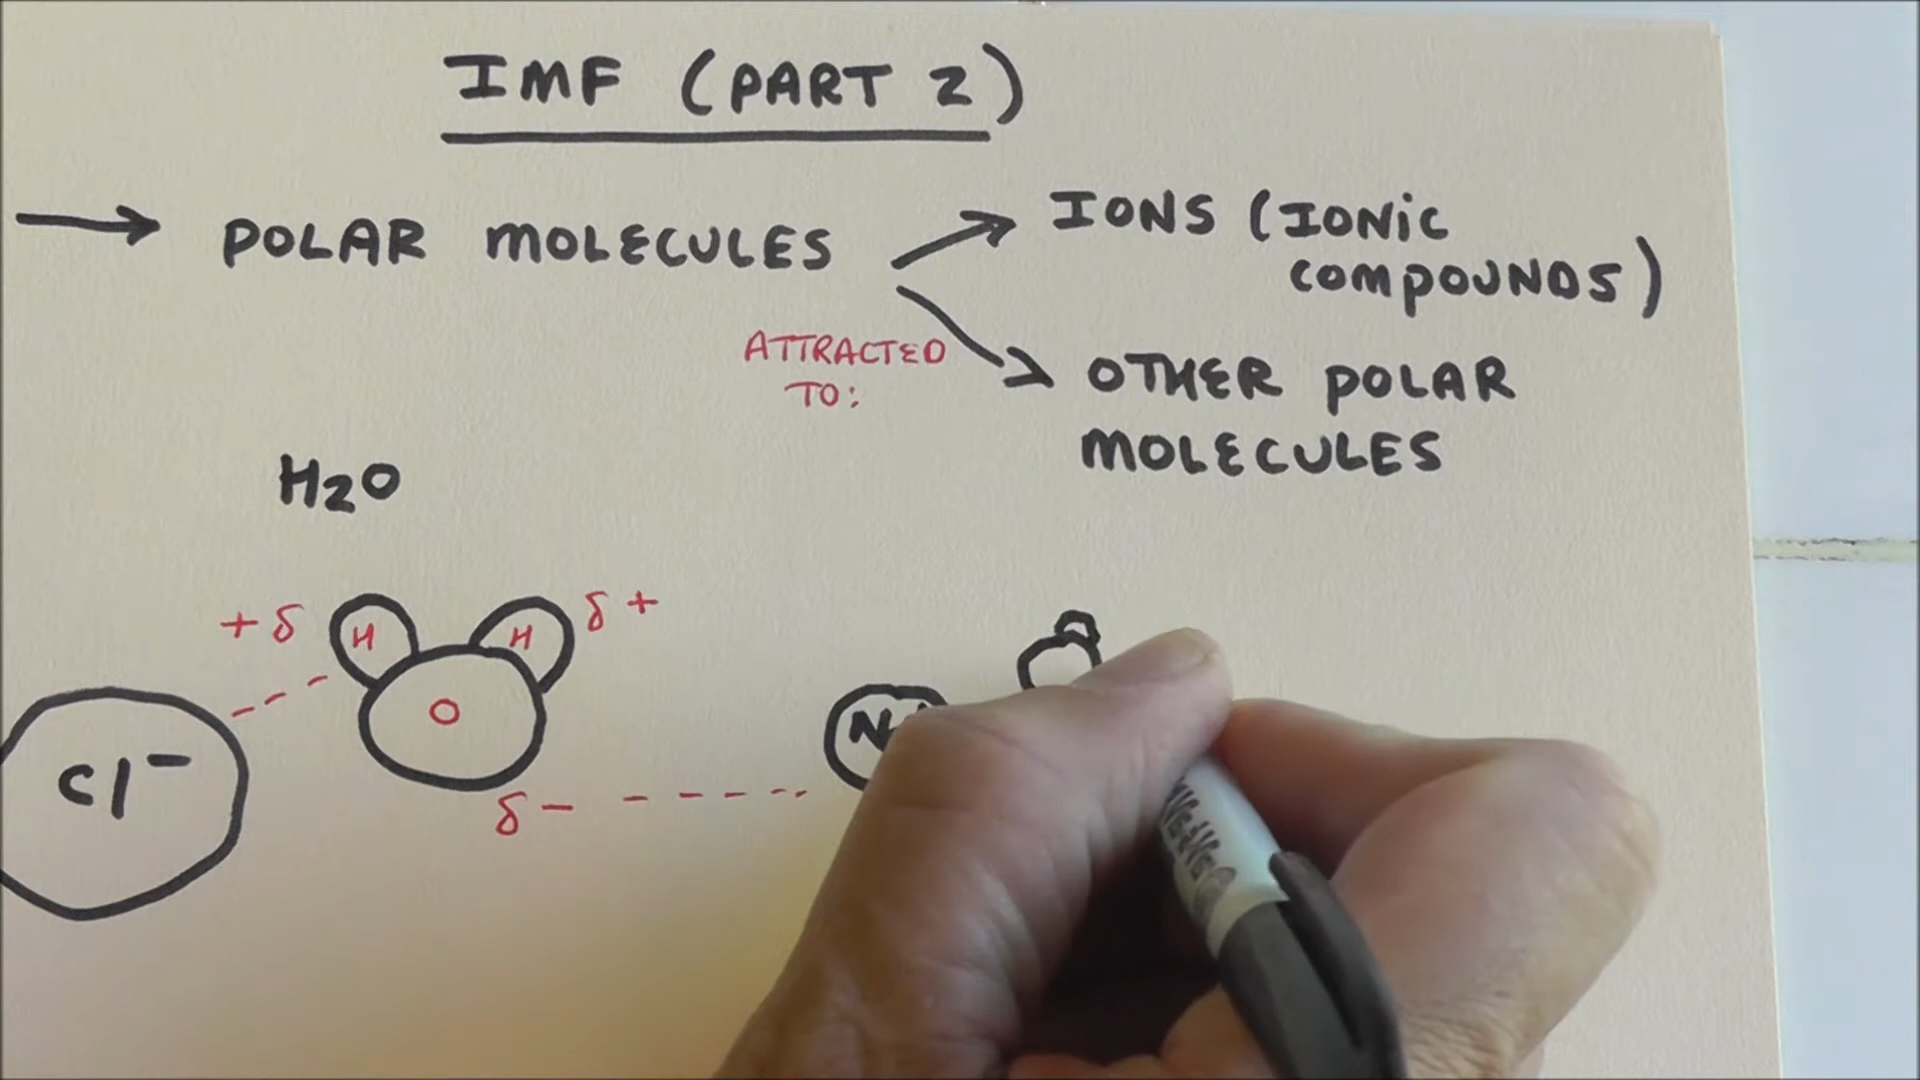 IMF (PART 2)
POLAR MOLECULES
IONS (IONIC
COMPOUNDS)
ATTRACTED
TO:
OTHER POLAR
MOLECULES
H2O
+δ H H δ+
O
Cl−
δ−